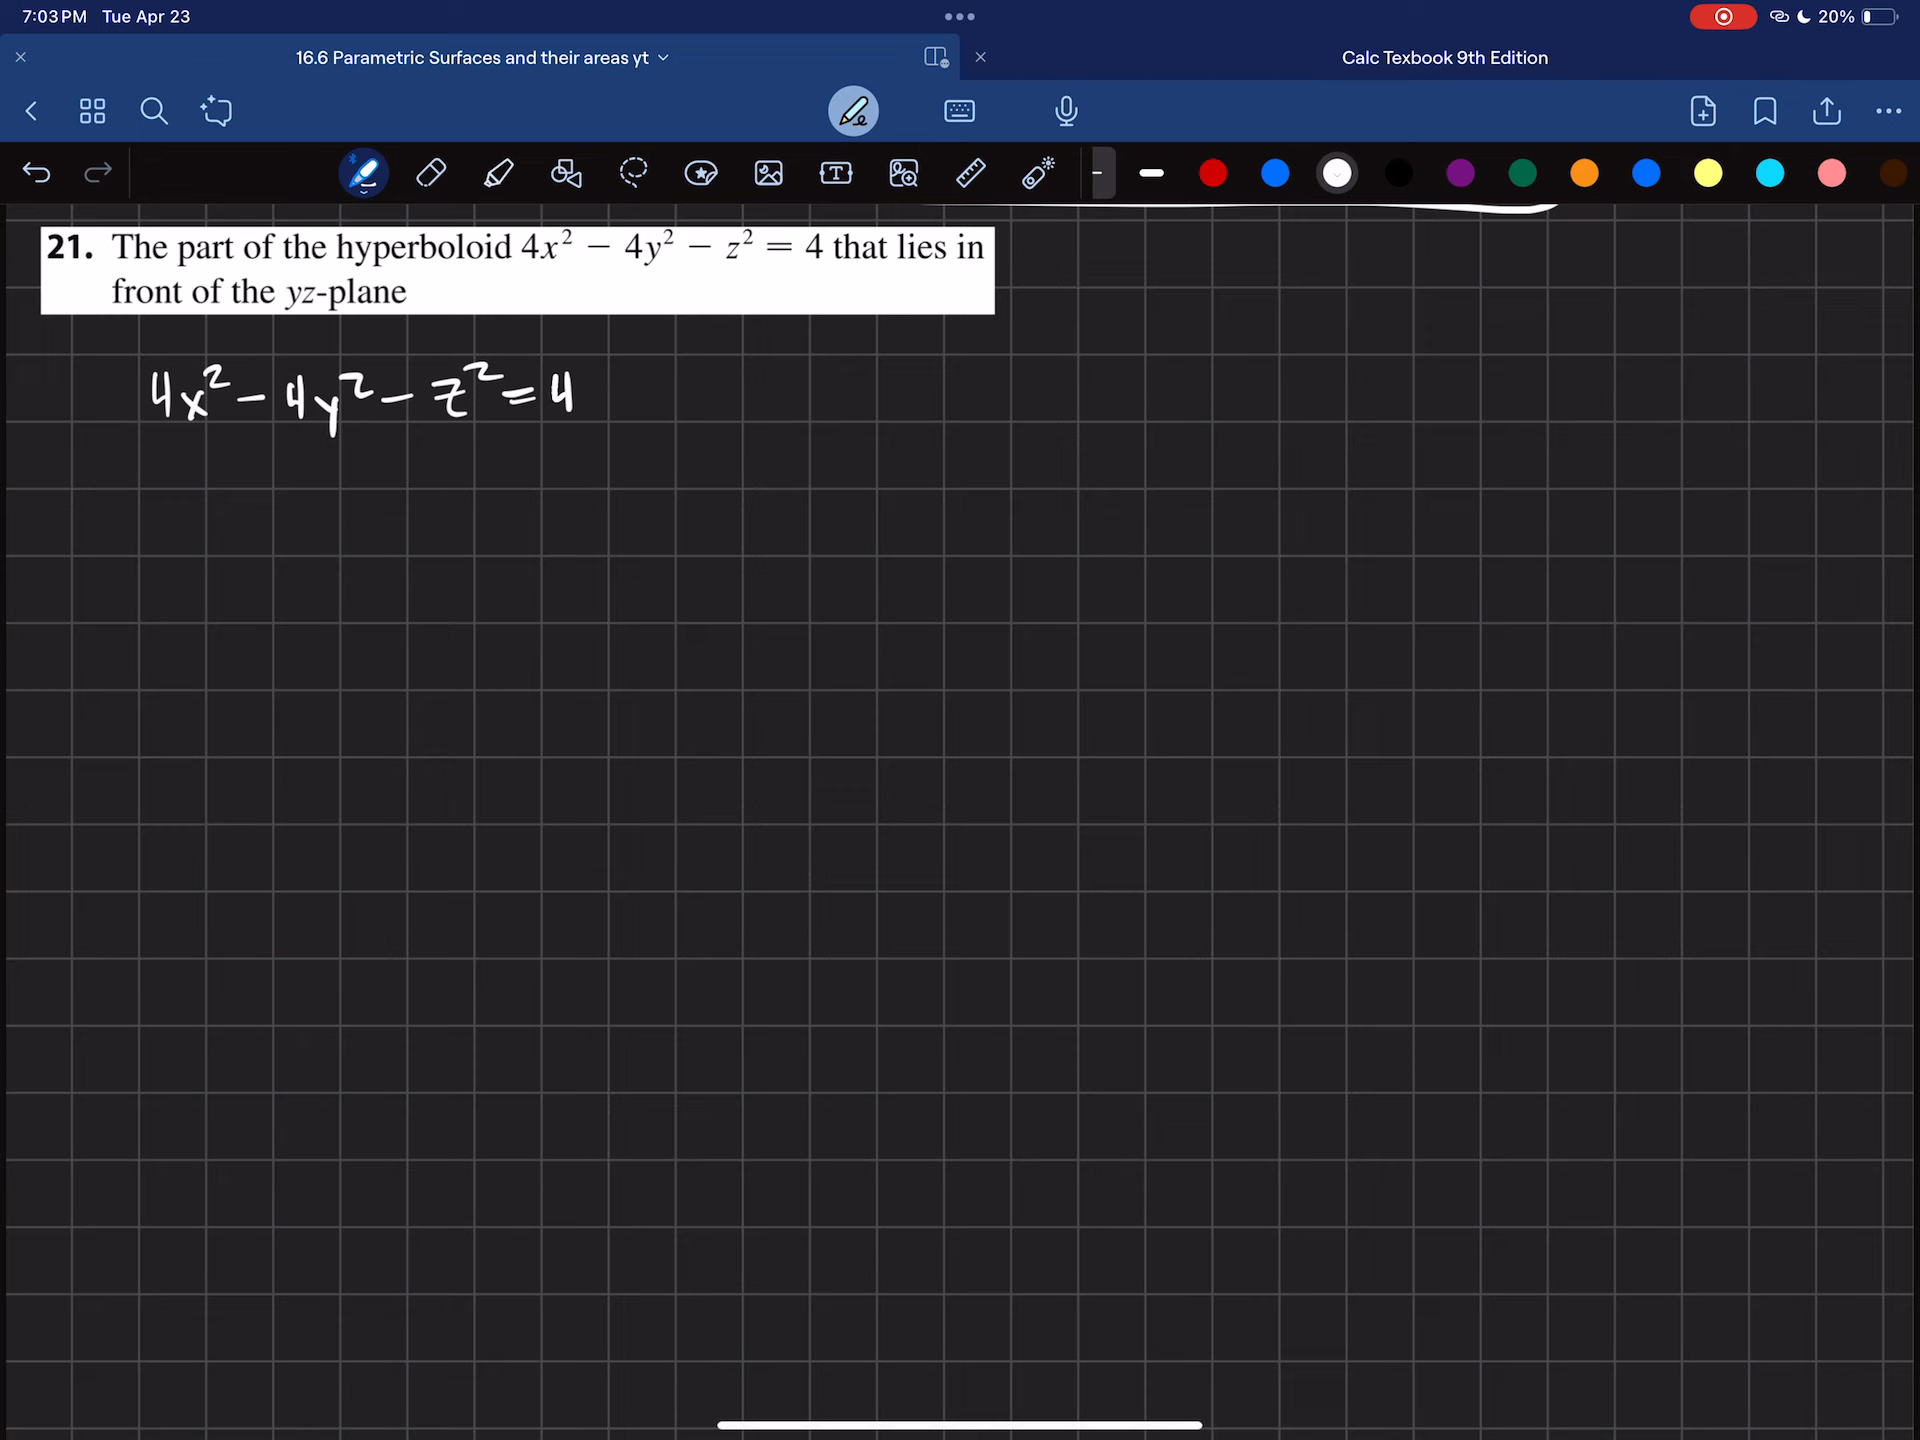 7:03 PM Tue Apr 23
20%
16.6 Parametric Surfaces and their areas yt
Calc Texbook 9th Edition
21. The part of the hyperboloid 4x² − 4y² − z² = 4 that lies in
front of the yz-plane
4x² − 4y² − z² = 4